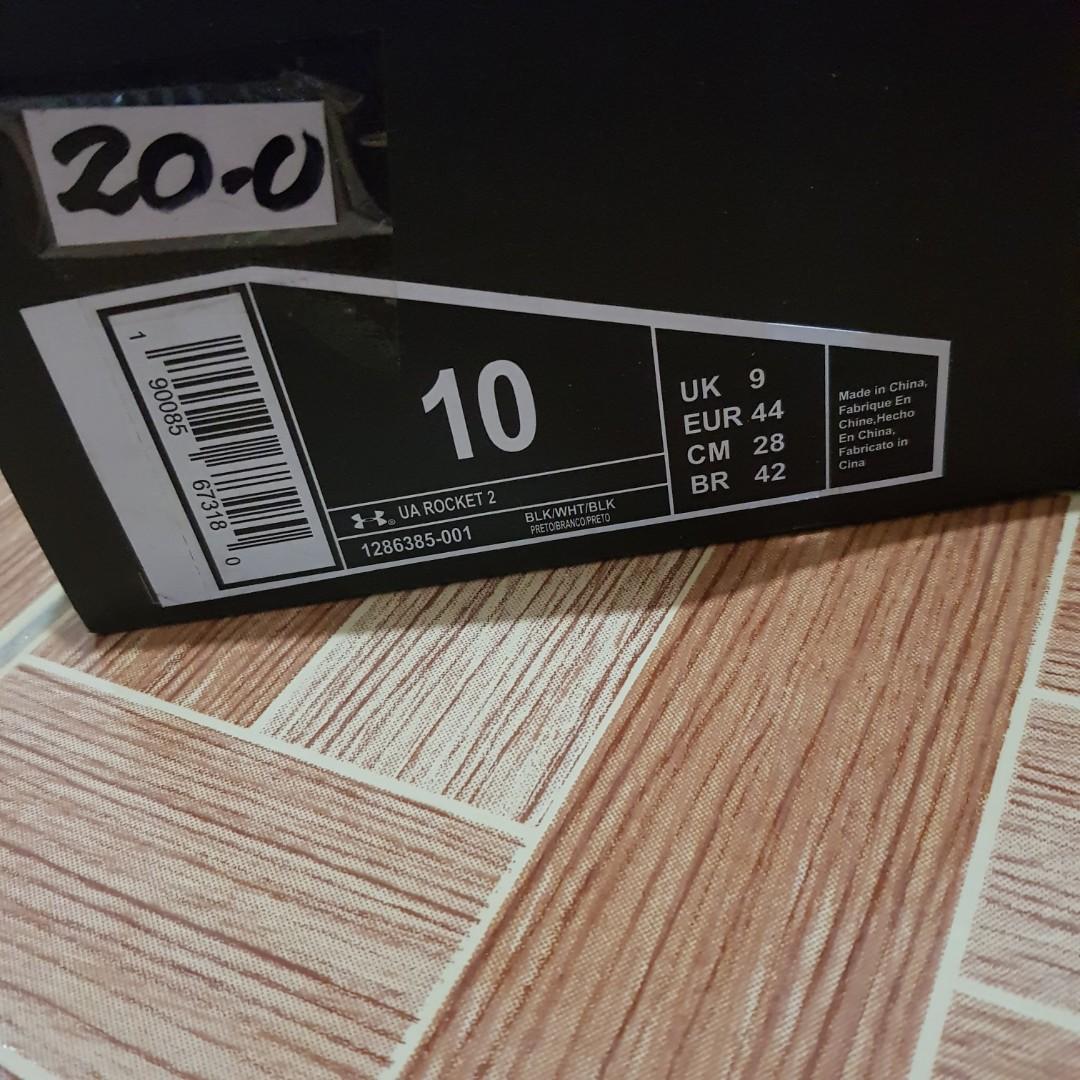 20-0
1 90085 67318 0
10
UA ROCKET 2
1286385-001
BLK/WHT/BLK
PRETO/BRANCO/PRETO
UK 9
EUR 44
CM 28
BR 42
Made in China,
Fabrique En
Chine,Hecho
En China,
Fabricato in
Cina